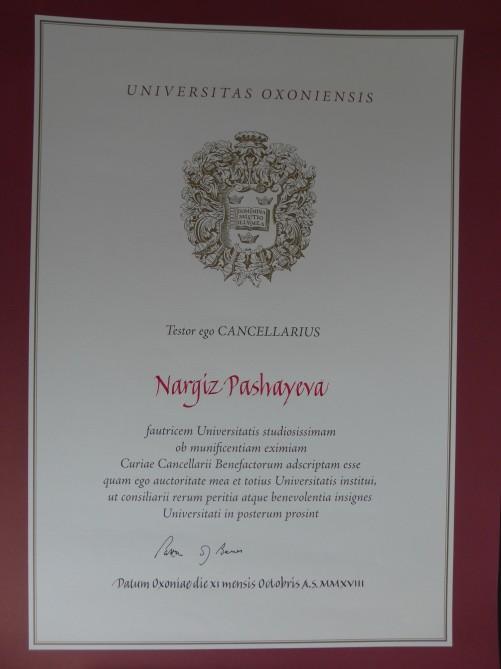 UNIVERSITAS OXONIENSIS
DOMINVS
ILLVMEA
Testor ego CANCELLARIUS
Nargiz Pashayeva
fautricem Universitatis studiosissimam
ob munificentiam eximiam
Curiae Cancellarii Benefactorum adscriptam esse
quam ego auctoritate mea et totius Universitatis institui,
ut consiliarii rerum peritia atque benevolentia insignes
Universitati in posterum prosint
Datum Oxoniae die XI mensis Octobris A.S. MMXVIII